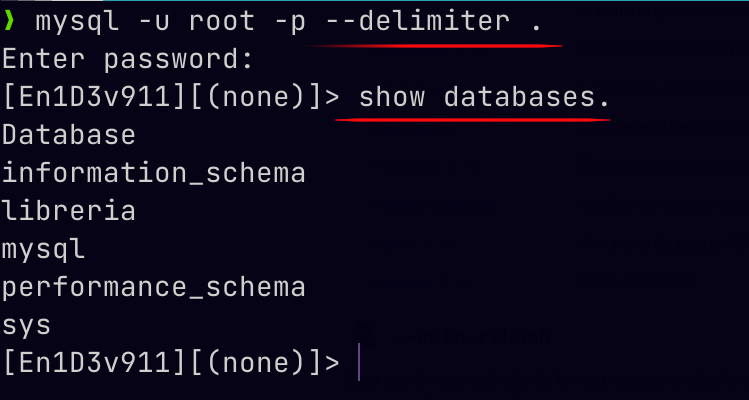 ❱ mysql -u root -p --delimiter .
Enter password:
[En1D3v911][(none)]> show databases.
Database
information_schema
libreria
mysql
performance_schema
sys
[En1D3v911][(none)]>